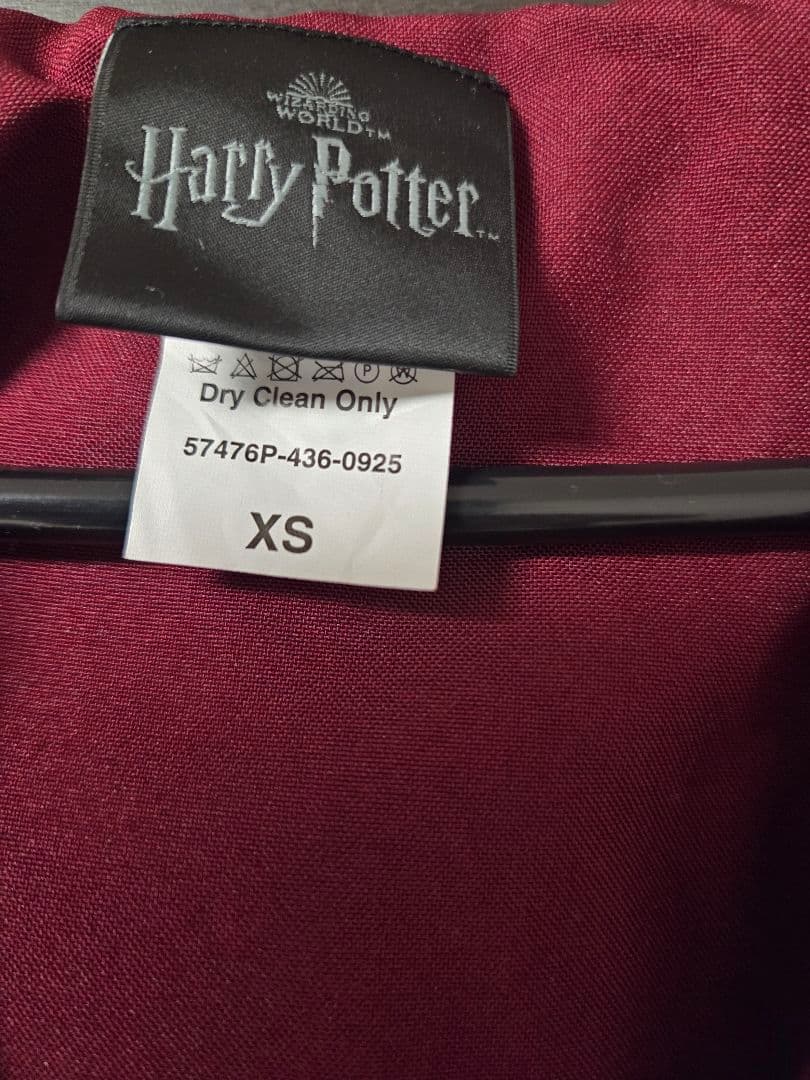 WIZARDING
WORLD™
Harry Potter™
P W
Dry Clean Only
57476P-436-0925
XS